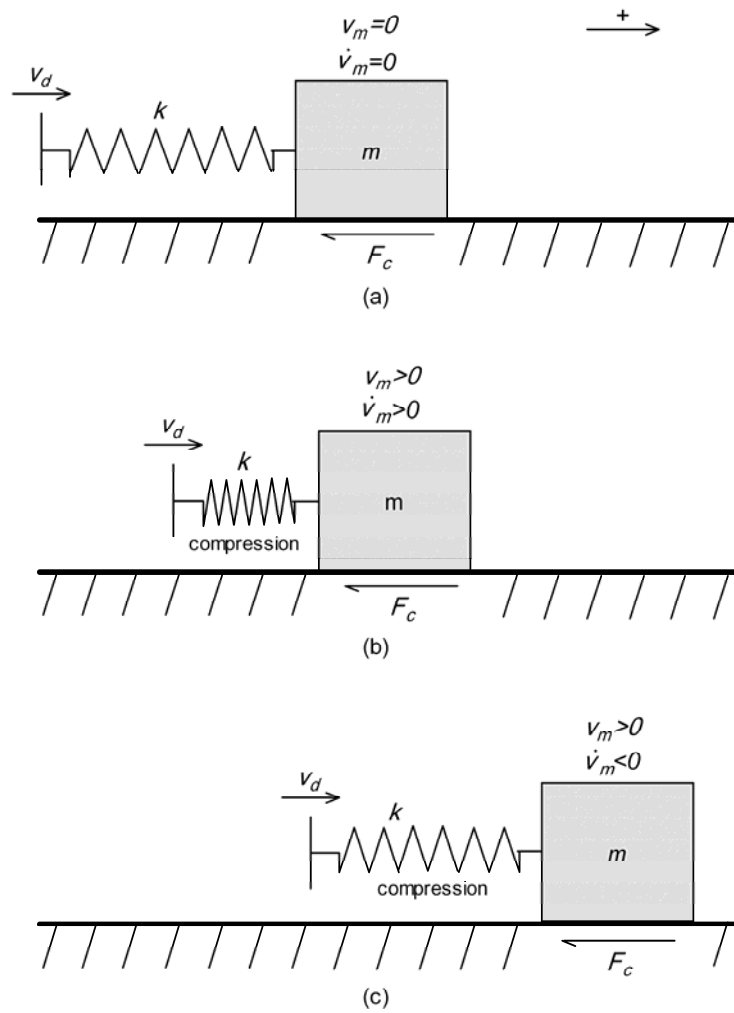 v_m=0
+
v̇_m=0
v_d
k
m
F_c
(a)
v_m>0
v̇_m>0
v_d
k
m
compression
F_c
(b)
v_m>0
v̇_m<0
v_d
k
m
compression
F_c
(c)